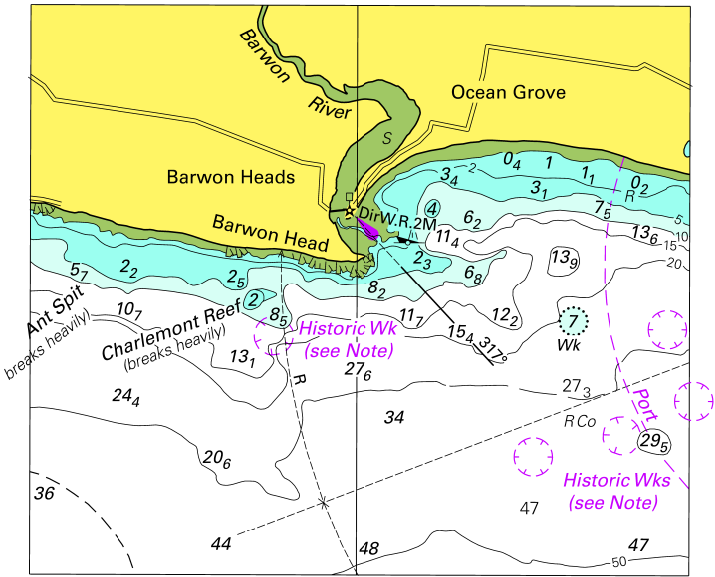 Barwon
River
Ocean Grove
S
0₄
1
1₁
0₂
2
3₄
3₁
R
Barwon Heads
7₅
5
DirW.R.2M
4
6₂
Barwon Head
11₄
13₆
10
15
20
5₇
2₂
2₅
2₃
6₈
13₉
8₂
Ant Spit
breaks heavily)
10₇
Charlemont Reef
(breaks heavily)
2
8₅
11₇
12₂
7
Wk
Historic Wk
(see Note)
15₄
317°
13₁
27₆
R
27₃
Port
24₄
34
R Co
29₅
20₆
Historic Wks
(see Note)
36
47
44
48
47
50